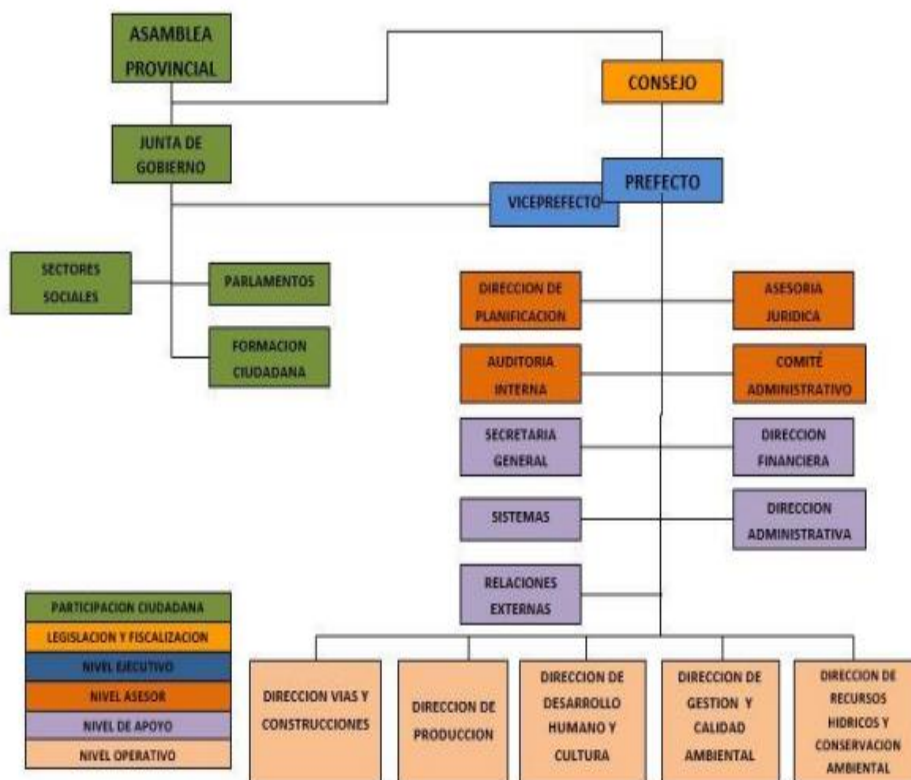 ASAMBLEA
PROVINCIAL
CONSEJO
JUNTA DE
GOBIERNO
PREFECTO
VICEPREFECTO
SECTORES
SOCIALES
PARLAMENTOS
FORMACION
CIUDADANA
DIRECCION DE
PLANIFICACION
ASESORIA
JURIDICA
AUDITORIA
INTERNA
COMITÉ
ADMINISTRATIVO
SECRETARIA
GENERAL
DIRECCION
FINANCIERA
SISTEMAS
DIRECCION
ADMINISTRATIVA
RELACIONES
EXTERNAS
PARTICIPACION CIUDADANA
LEGISLACION Y FISCALIZACION
NIVEL EJECUTIVO
NIVEL ASESOR
NIVEL DE APOYO
NIVEL OPERATIVO
DIRECCION VIAS Y
CONSTRUCCIONES
DIRECCION DE
PRODUCCION
DIRECCION DE
DESARROLLO
HUMANO Y
CULTURA
DIRECCION DE
GESTION Y
CALIDAD
AMBIENTAL
DIRECCION DE
RECURSOS
HIDRICOS Y
CONSERVACION
AMBIENTAL